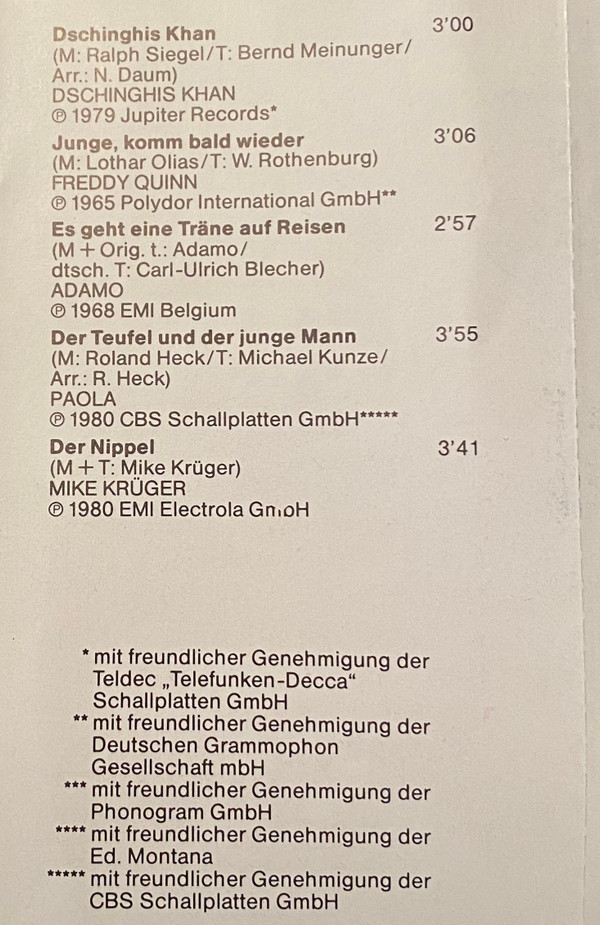 Dschinghis Khan 3'00
(M: Ralph Siegel/T: Bernd Meinunger/
Arr.: N. Daum)
DSCHINGHIS KHAN
℗ 1979 Jupiter Records*
Junge, komm bald wieder 3'06
(M: Lothar Olias/T: W. Rothenburg)
FREDDY QUINN
℗ 1965 Polydor International GmbH**
Es geht eine Träne auf Reisen 2'57
(M + Orig. t.: Adamo/
dtsch. T: Carl-Ulrich Blecher)
ADAMO
℗ 1968 EMI Belgium
Der Teufel und der junge Mann 3'55
(M: Roland Heck/T: Michael Kunze/
Arr.: R. Heck)
PAOLA
℗ 1980 CBS Schallplatten GmbH*****
Der Nippel 3'41
(M + T: Mike Krüger)
MIKE KRÜGER
℗ 1980 EMI Electrola GmbH
* mit freundlicher Genehmigung der
Teldec „Telefunken-Decca“
Schallplatten GmbH
** mit freundlicher Genehmigung der
Deutschen Grammophon
Gesellschaft mbH
*** mit freundlicher Genehmigung der
Phonogram GmbH
**** mit freundlicher Genehmigung der
Ed. Montana
***** mit freundlicher Genehmigung der
CBS Schallplatten GmbH